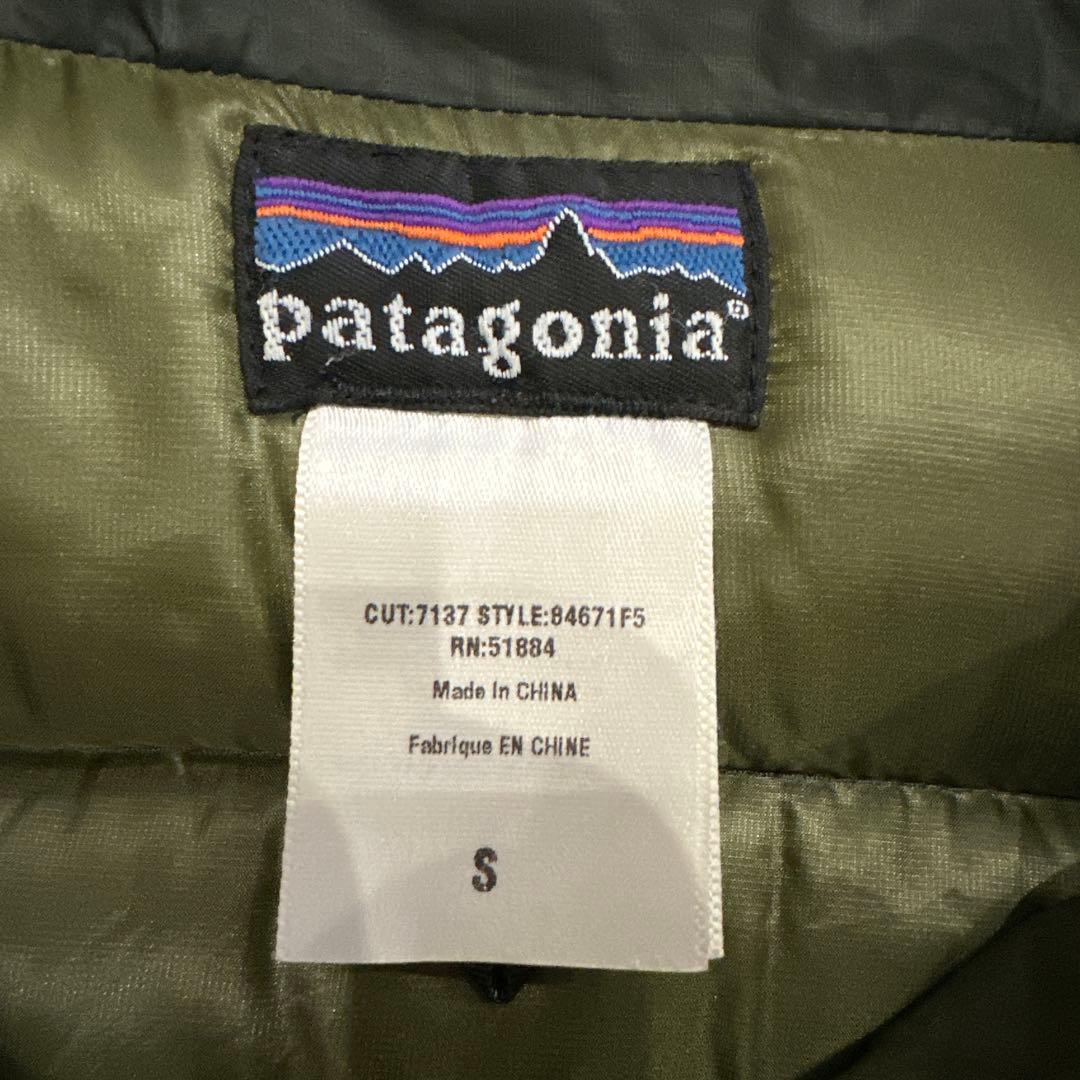 patagonia®
CUT:7137 STYLE:84671F5
RN:51884
Made In CHINA
Fabrique EN CHINE
S